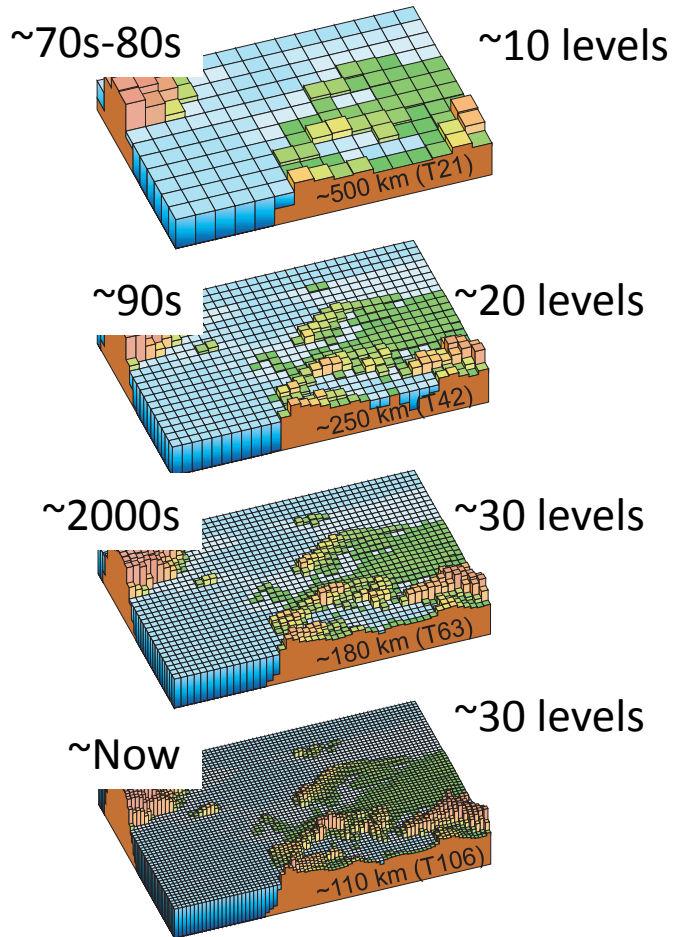 ~70s-80s
~10 levels
~500 km (T21)
~90s
~20 levels
~250 km (T42)
~2000s
~30 levels
~180 km (T63)
~Now
~30 levels
~110 km (T106)